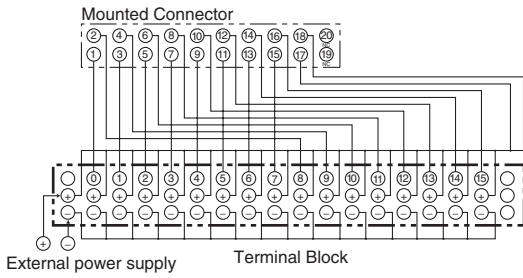 Mounted Connector
2 4 6 8 10 12 14 16 18 20
NC
1 3 5 7 9 11 13 15 17 19
NC
0 1 2 3 4 5 6 7 8 9 10 11 12 13 14 15
+ + + + + + + + + + + + + + + + +
− − − − − − − − − − − − − − − − −
+ −
External power supply
Terminal Block